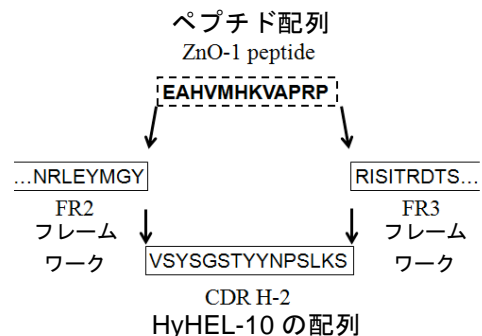 ペプチド配列
ZnO-1 peptide
EAHVMHKVAPRP
...NRLEYMGY
RISITRDTS...
FR2
フレーム
ワーク
FR3
フレーム
ワーク
VSYSGSTYYNPSLKS
CDR H-2
HyHEL-10 の配列